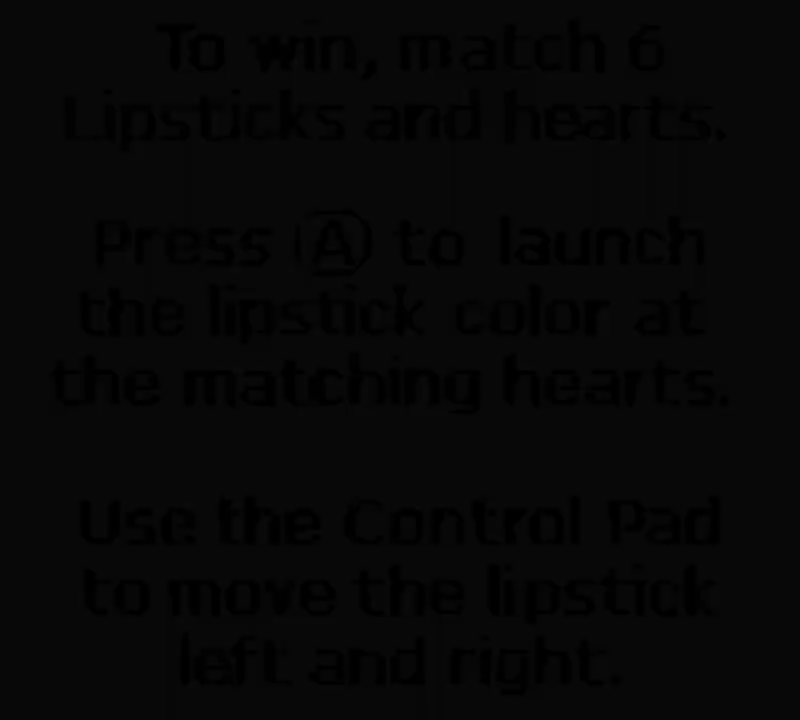 To win, match 6
Lipsticks and hearts.
Press Ⓐ to launch
the lipstick color at
the matching hearts.
Use the Control Pad
to move the lipstick
left and right.